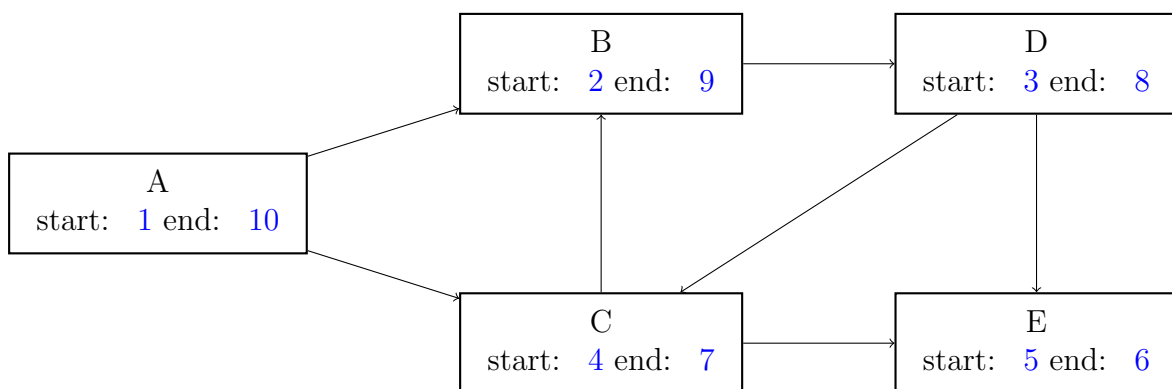 A
start: 1 end: 10
B
start: 2 end: 9
D
start: 3 end: 8
C
start: 4 end: 7
E
start: 5 end: 6